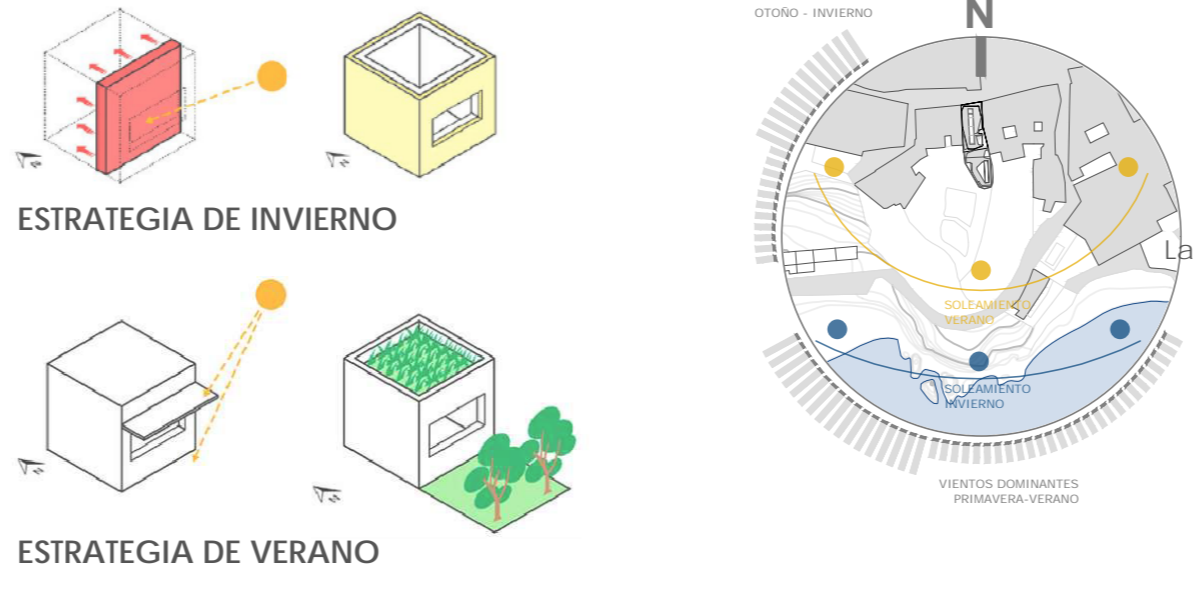 OTOÑO - INVIERNO
N
ESTRATEGIA DE INVIERNO
La
SOLEAMIENTO
VERANO
SOLEAMIENTO
INVIERNO
VIENTOS DOMINANTES
PRIMAVERA-VERANO
ESTRATEGIA DE VERANO